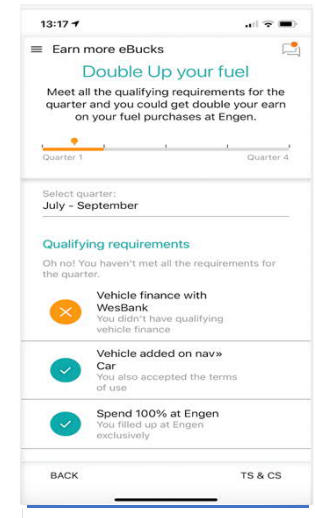 13:17
Earn more eBucks
Double Up your fuel
Meet all the qualifying requirements for the
quarter and you could get double your earn
on your fuel purchases at Engen.
Quarter 1
Quarter 4
Select quarter:
July - September
Qualifying requirements
Oh no! You haven't met all the requirements for
the quarter.
Vehicle finance with
WesBank
You didn't have qualifying
vehicle finance
Vehicle added on nav»
Car
You also accepted the terms
of use
Spend 100% at Engen
You filled up at Engen
exclusively
BACK
TS & CS